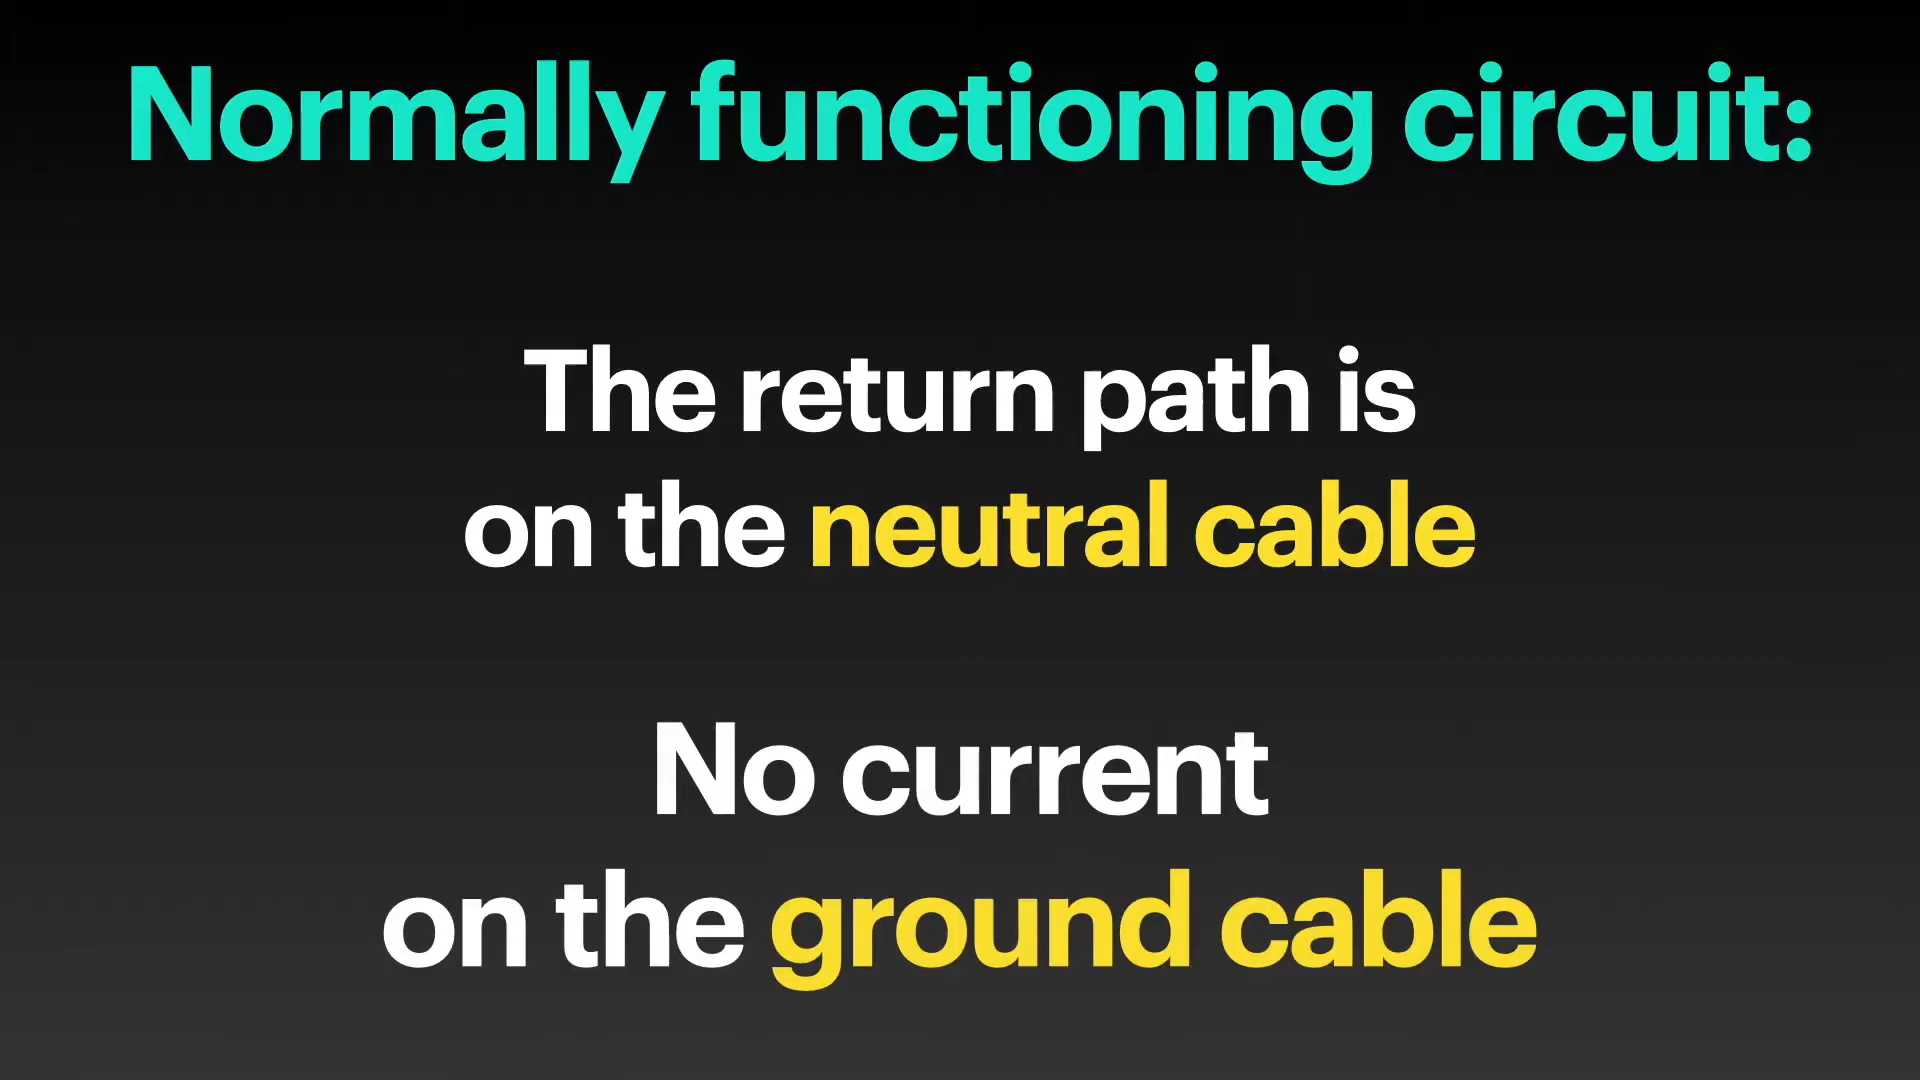 Normally functioning circuit:
The return path is
on the neutral cable
No current
on the ground cable